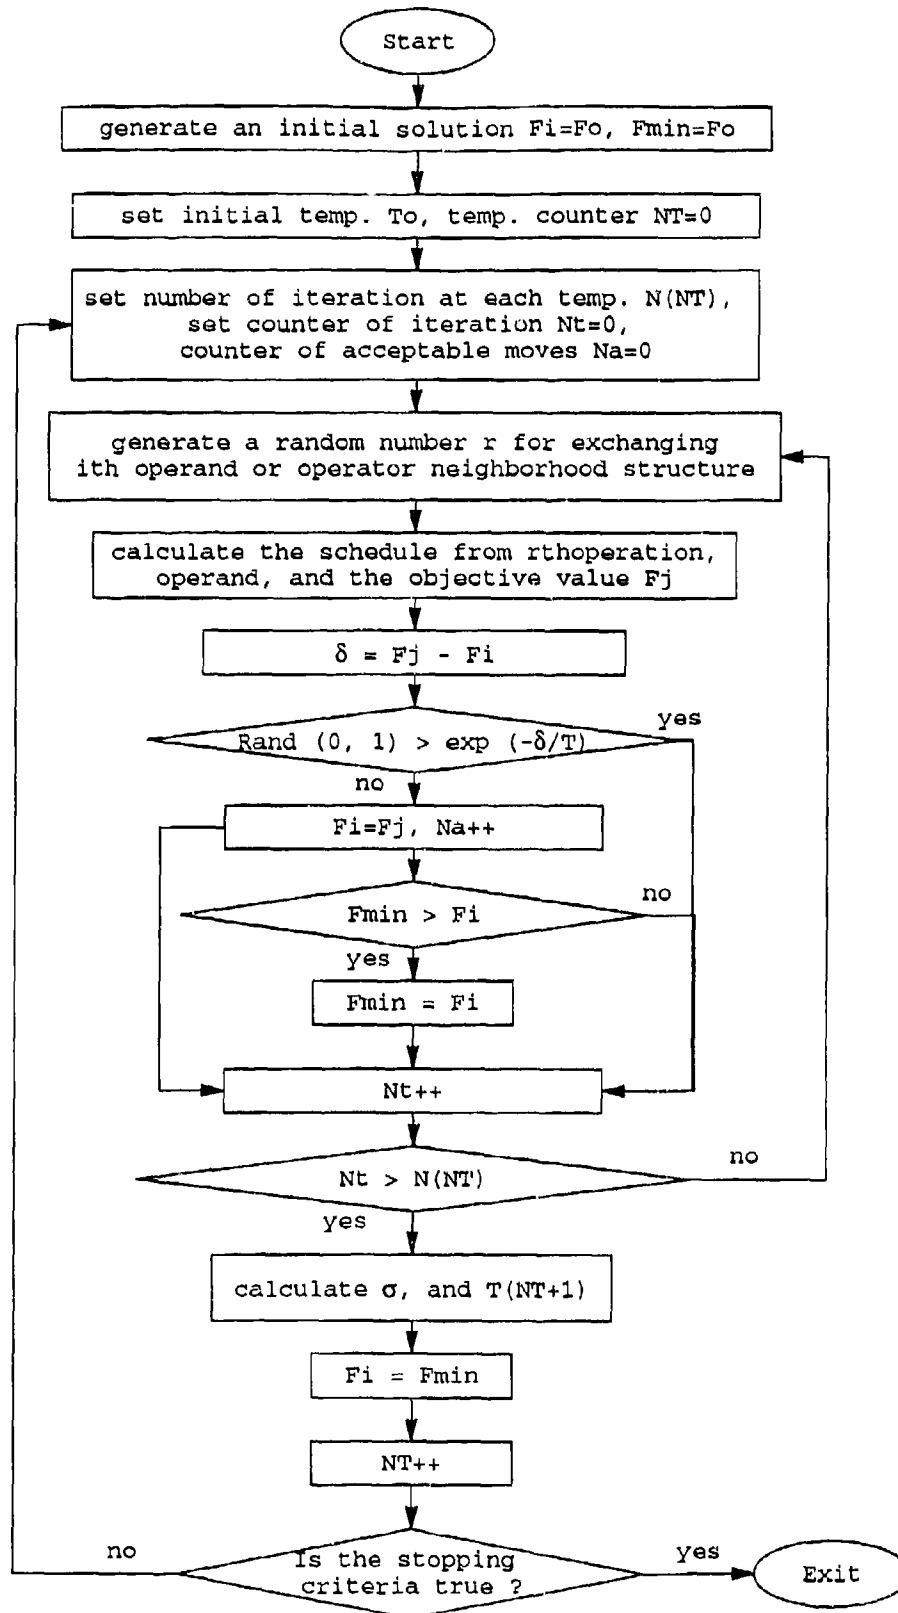 Start
generate an initial solution Fi=Fo, Fmin=Fo
set initial temp. To, temp. counter NT=0
set number of iteration at each temp. N(NT),
set counter of iteration Nt=0,
counter of acceptable moves Na=0
generate a random number r for exchanging
ith operand or operator neighborhood structure
calculate the schedule from rthoperation,
operand, and the objective value Fj
δ = Fj - Fi
yes
Rand (0, 1) > exp (-δ/T)
no
Fi=Fj, Na++
no
Fmin > Fi
yes
Fmin = Fi
Nt++
no
Nt > N(NT)
yes
calculate σ, and T(NT+1)
Fi = Fmin
NT++
no
Is the stopping
criteria true ?
yes
Exit